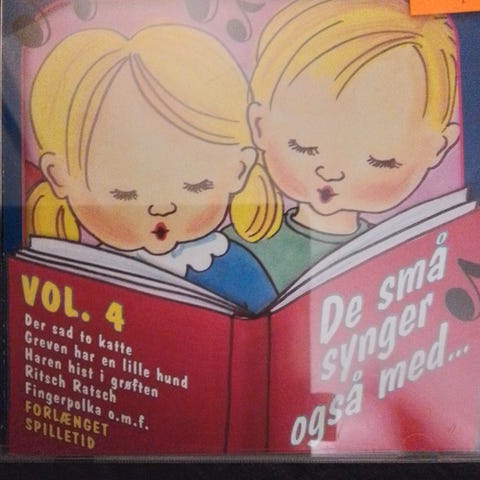 VOL. 4
Der sad to katte
Greven har en lille hund
Haren hist i grøften
Ritsch Ratsch
Fingerpolka o.m.f.
FORLÆNGET
SPILLETID
De små
synger
også med...